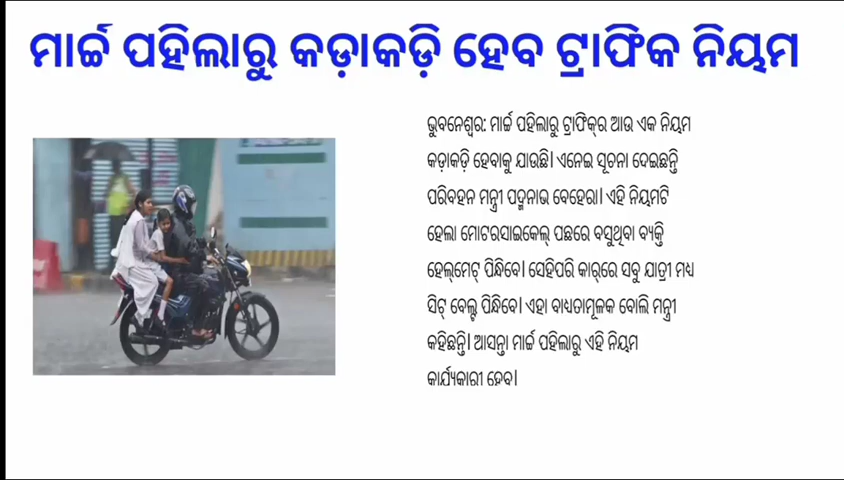 ମାର୍ଚ୍ଚ ପହିଲାରୁ କଡ଼ାକଡ଼ି ହେବ ଟ୍ରାଫିକ ନିୟମ
ଭୁବନେଶ୍ୱର: ମାର୍ଚ୍ଚ ପହିଲାରୁ ଟ୍ରାଫିକ୍‌ର ଆଉ ଏକ ନିୟମ
କଡ଼ାକଡ଼ି ହେବାକୁ ଯାଉଛି। ଏନେଇ ସୂଚନା ଦେଇଛନ୍ତି
ପରିବହନ ମନ୍ତ୍ରୀ ପଦ୍ମନାଭ ବେହେରା। ଏହି ନିୟମଟି
ହେଲା ମୋଟରସାଇକେଲ୍ ପଛରେ ବସୁଥିବା ବ୍ୟକ୍ତି
ହେଲ୍‌ମେଟ୍ ପିନ୍ଧିବେ। ସେହିପରି କାର୍‌ରେ ସବୁ ଯାତ୍ରୀ ମଧ୍ୟ
ସିଟ୍ ବେଲ୍ଟ ପିନ୍ଧିବେ। ଏହା ବାଧ୍ୟତାମୂଳକ ବୋଲି ମନ୍ତ୍ରୀ
କହିଛନ୍ତି। ଆସନ୍ତା ମାର୍ଚ୍ଚ ପହିଲାରୁ ଏହି ନିୟମ
କାର୍ଯ୍ୟକାରୀ ହେବ।